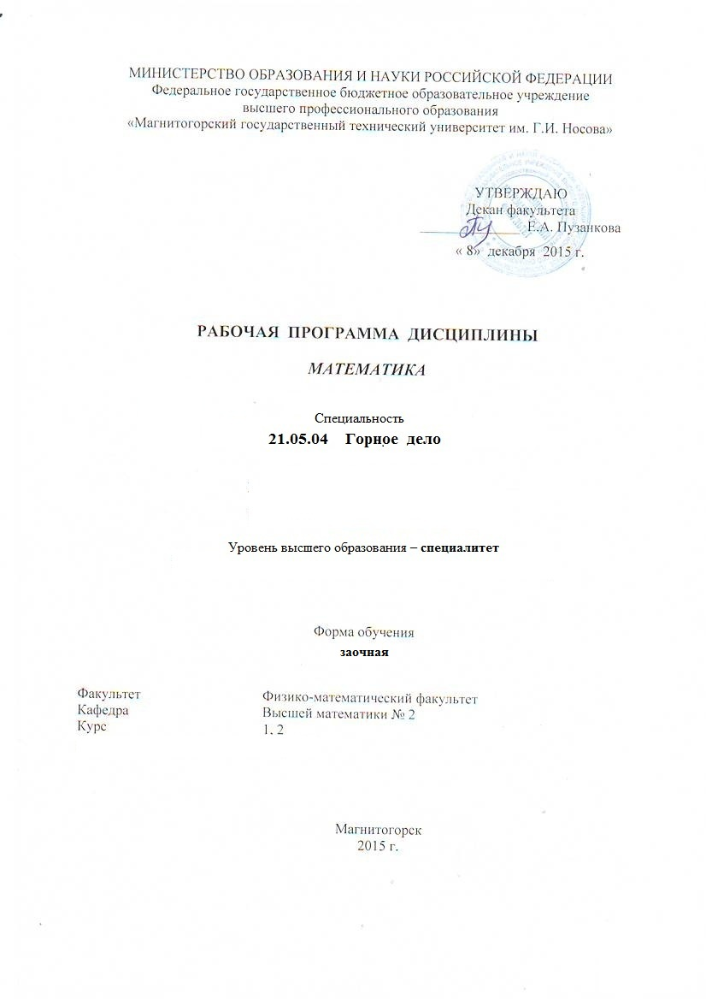 МИНИСТЕРСТВО ОБРАЗОВАНИЯ И НАУКИ РОССИЙСКОЙ ФЕДЕРАЦИИ
Федеральное государственное бюджетное образовательное учреждение
высшего профессионального образования
«Магнитогорский государственный технический университет им. Г.И. Носова»
УТВЕРЖДАЮ
Декан факультета
Е.А. Пузанкова
« 8» декабря 2015 г.
РАБОЧАЯ ПРОГРАММА ДИСЦИПЛИНЫ
МАТЕМАТИКА
Специальность
21.05.04 Горное дело
Уровень высшего образования – специалитет
Форма обучения
заочная
Факультет Физико-математический факультет
Кафедра Высшей математики № 2
Курс 1, 2
Магнитогорск
2015 г.